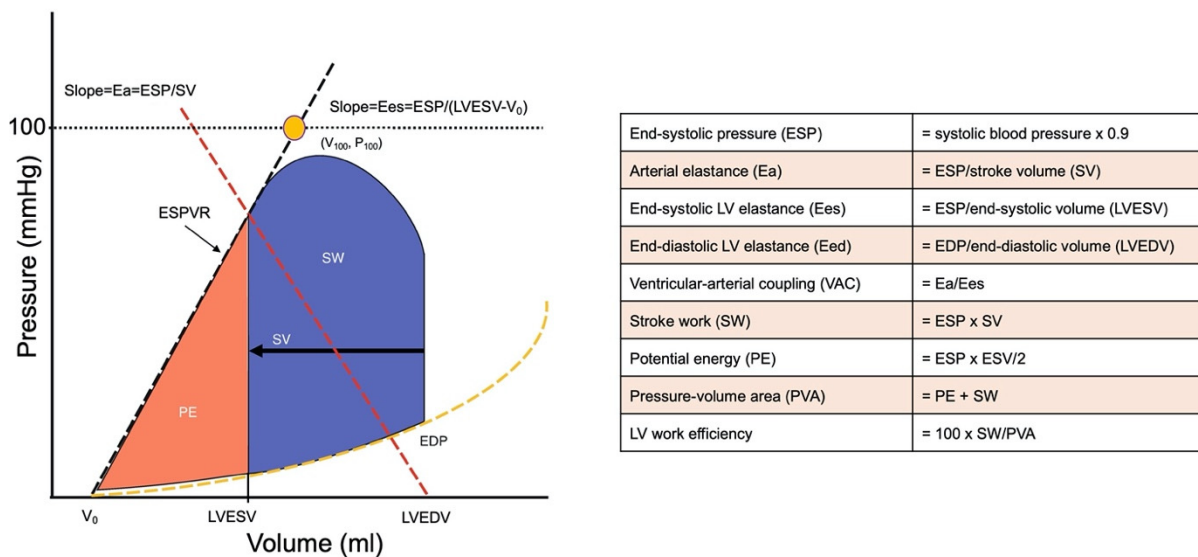 Slope=Ea=ESP/SV
Slope=Ees=ESP/(LVESV-V₀)
100
(V₁₀₀, P₁₀₀)
ESPVR
SW
SV
PE
EDP
V₀
LVESV
LVEDV
Volume (ml)
Pressure (mmHg)
End-systolic pressure (ESP) = systolic blood pressure x 0.9
Arterial elastance (Ea) = ESP/stroke volume (SV)
End-systolic LV elastance (Ees) = ESP/end-systolic volume (LVESV)
End-diastolic LV elastance (Eed) = EDP/end-diastolic volume (LVEDV)
Ventricular-arterial coupling (VAC) = Ea/Ees
Stroke work (SW) = ESP x SV
Potential energy (PE) = ESP x ESV/2
Pressure-volume area (PVA) = PE + SW
LV work efficiency = 100 x SW/PVA